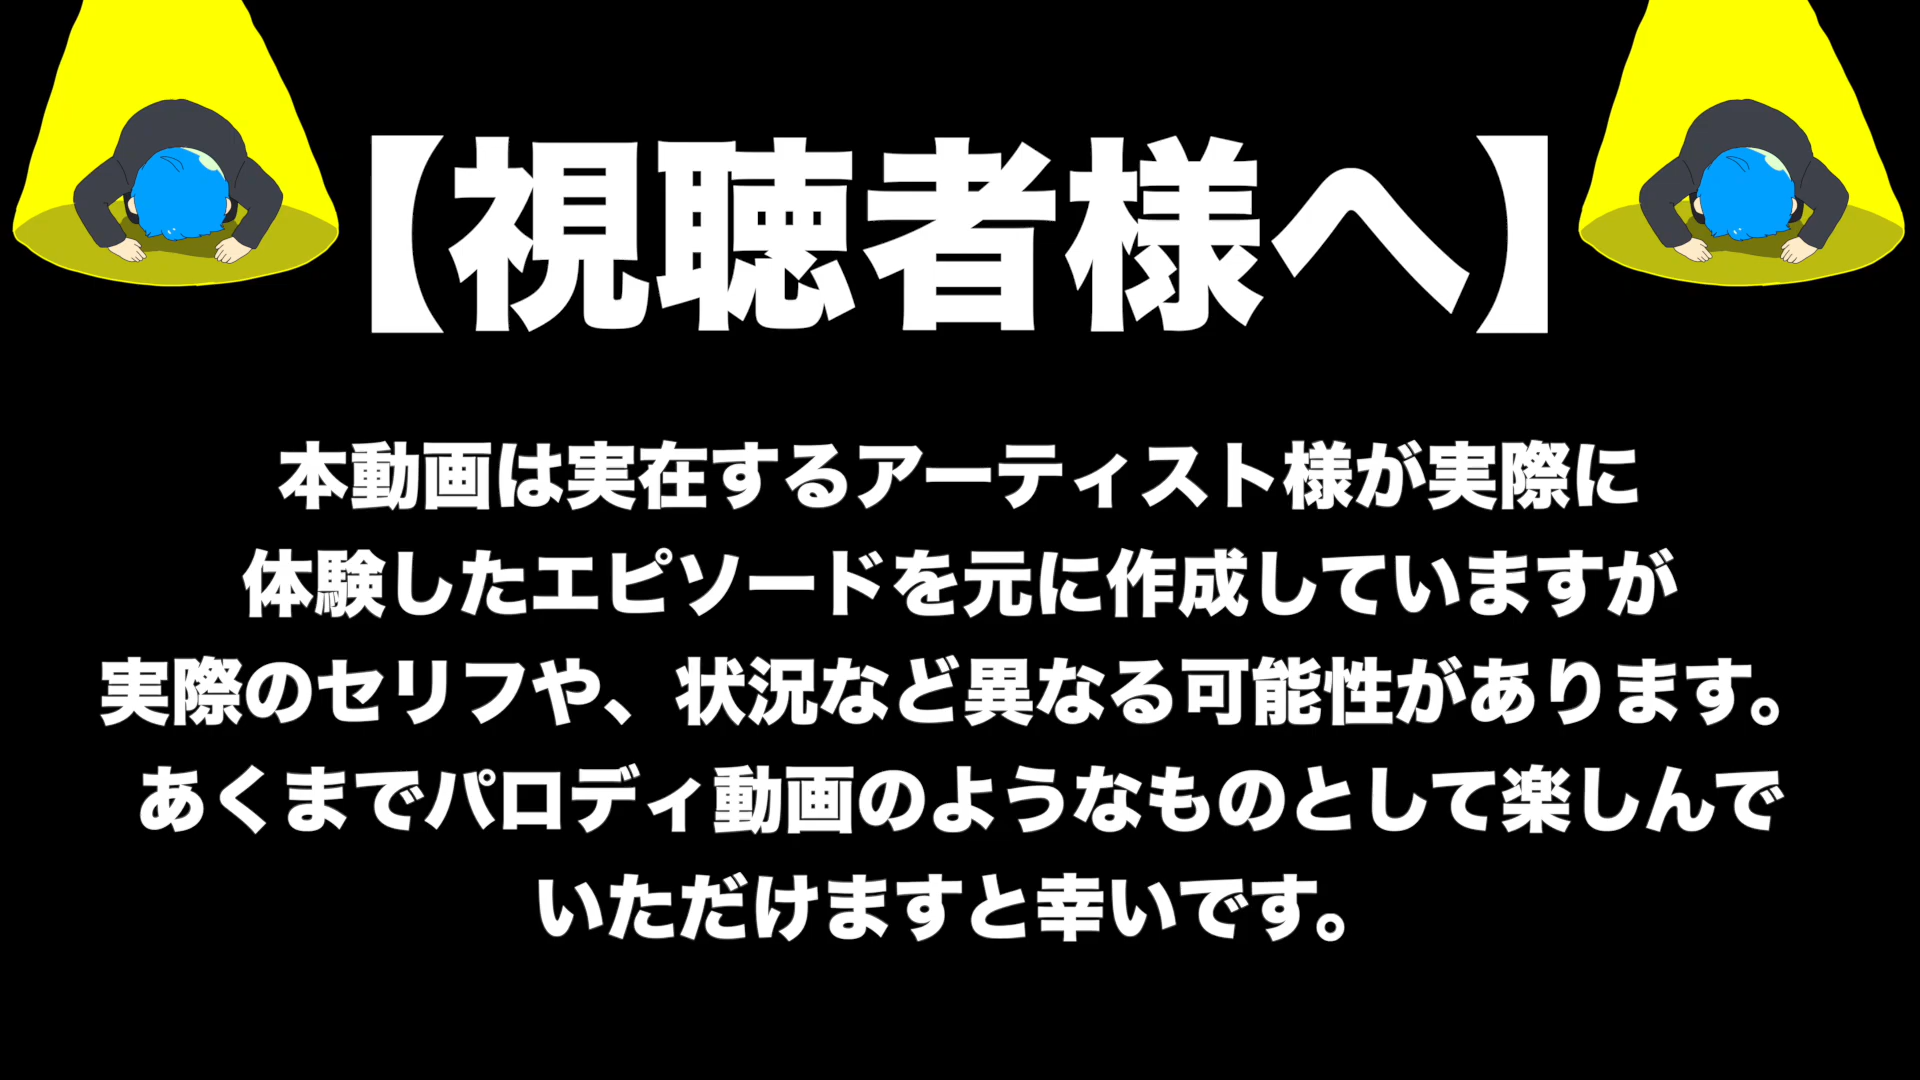 【視聴者様へ】
本動画は実在するアーティスト様が実際に
体験したエピソードを元に作成していますが
実際のセリフや、状況など異なる可能性があります。
あくまでパロディ動画のようなものとして楽しんで
いただけますと幸いです。